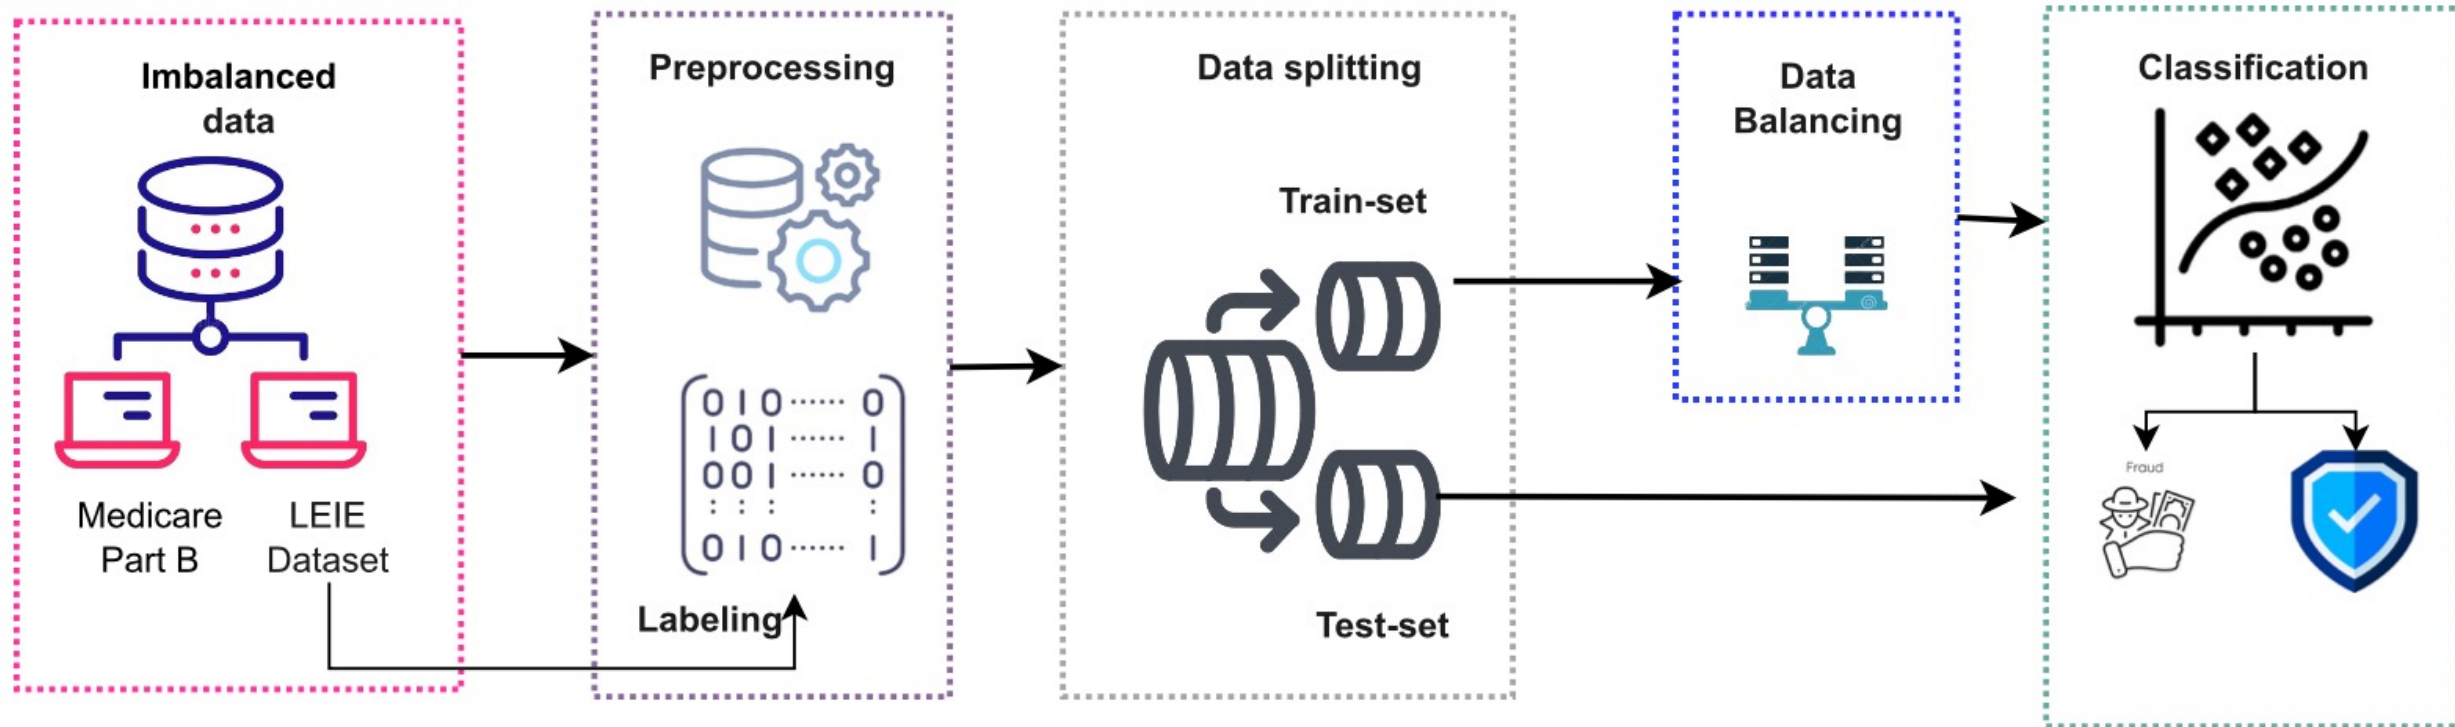 Imbalanced
data
Medicare
Part B
LEIE
Dataset
Preprocessing
0 1 0 ...... 0
1 0 1 ...... 1
0 0 1 ...... 0
: : : :
0 1 0 ...... 1
Labeling
Data splitting
Train-set
Test-set
Data
Balancing
Classification
Fraud